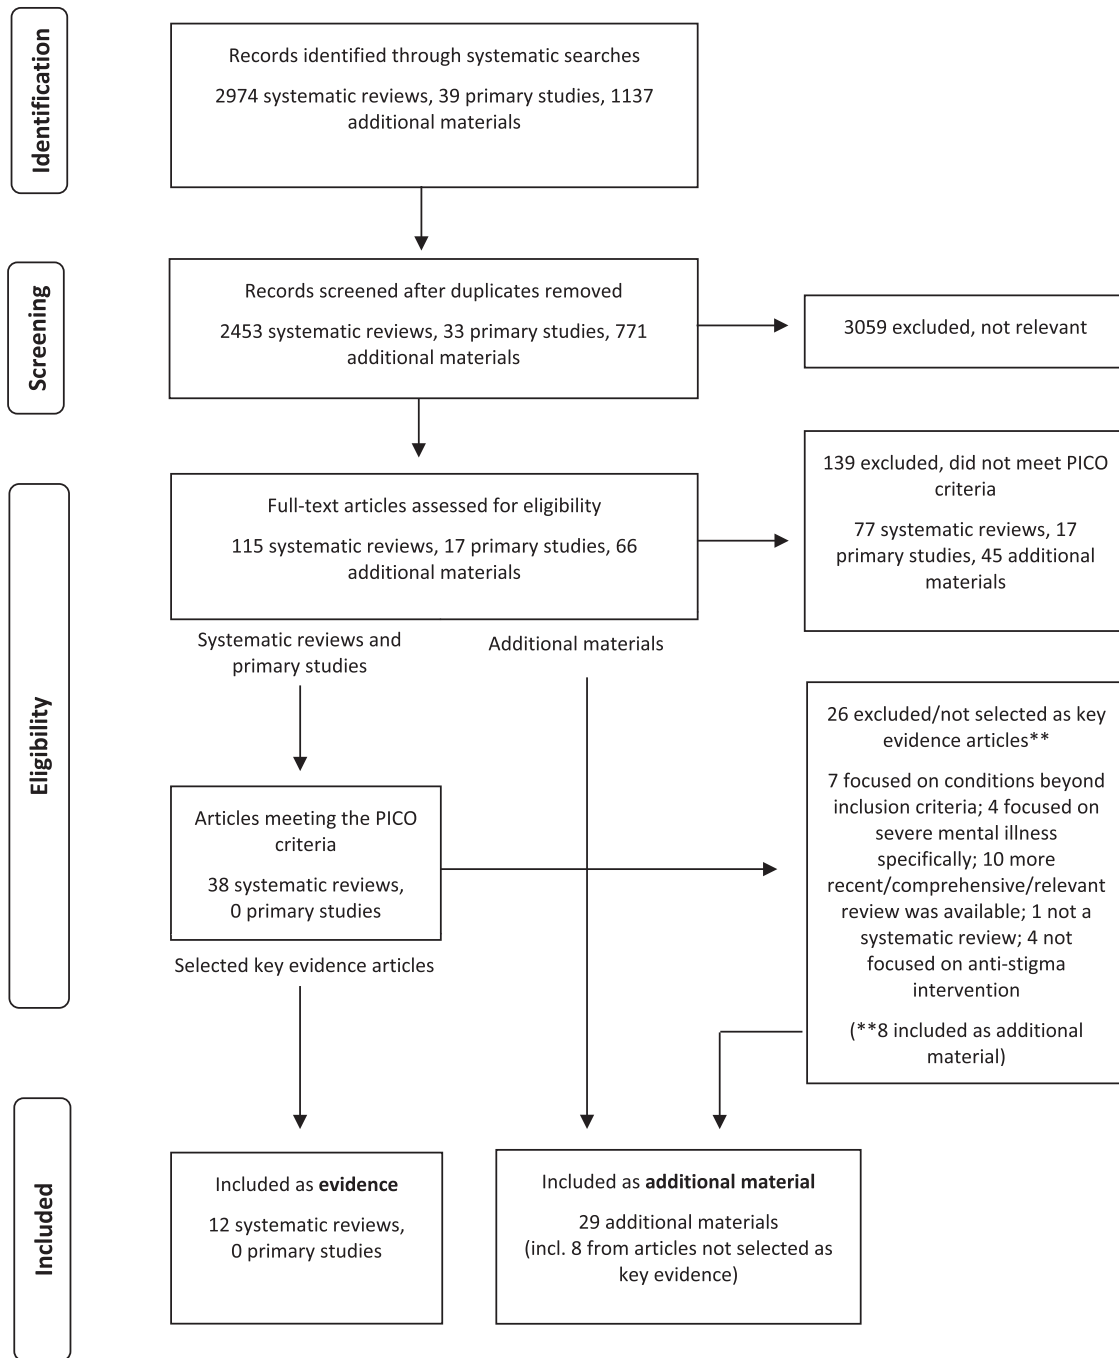 Identification
Records identified through systematic searches
2974 systematic reviews, 39 primary studies, 1137
additional materials
Screening
Records screened after duplicates removed
2453 systematic reviews, 33 primary studies, 771
additional materials
3059 excluded, not relevant
Eligibility
Full-text articles assessed for eligibility
115 systematic reviews, 17 primary studies, 66
additional materials
139 excluded, did not meet PICO
criteria
77 systematic reviews, 17
primary studies, 45 additional
materials
Systematic reviews and
primary studies
Additional materials
Articles meeting the PICO
criteria
38 systematic reviews,
0 primary studies
26 excluded/not selected as key
evidence articles**
7 focused on conditions beyond
inclusion criteria; 4 focused on
severe mental illness
specifically; 10 more
recent/comprehensive/relevant
review was available; 1 not a
systematic review; 4 not
focused on anti-stigma
intervention
(**8 included as additional
material)
Selected key evidence articles
Included
Included as evidence
12 systematic reviews,
0 primary studies
Included as additional material
29 additional materials
(incl. 8 from articles not selected as
key evidence)